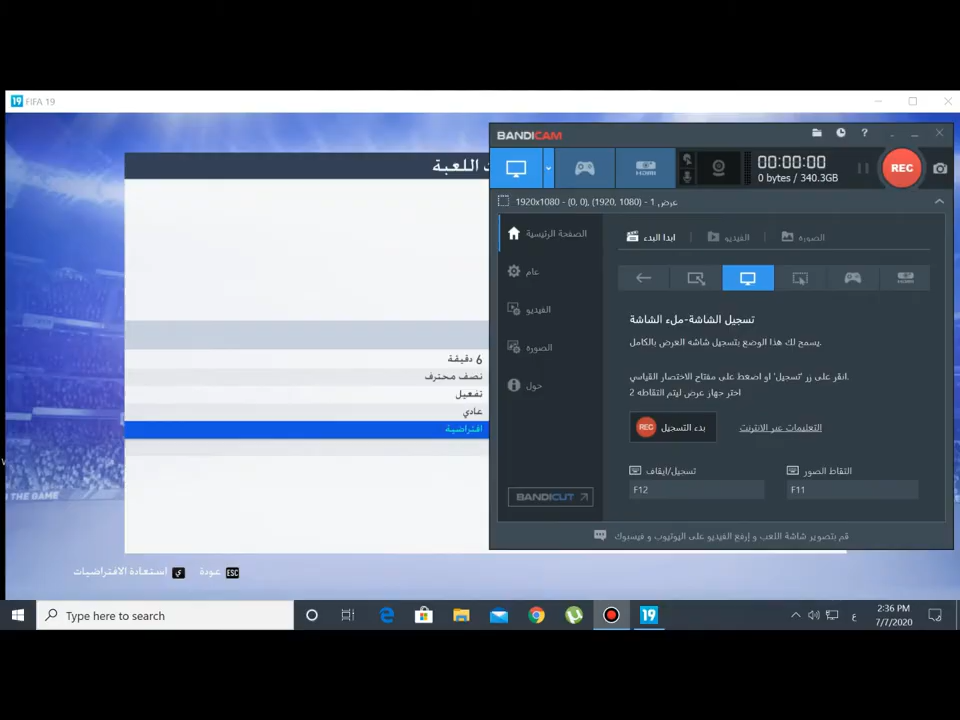 FIFA 19
BANDICAM
00:00:00
0 bytes / 340.3GB
REC
HDMI
1920x1080 - (0, 0), (1920, 1080) - عرض 1
الصفحة الرئيسية
عام
الفيديو
الصورة
حول
BANDICUT
ابدا البدء
الفيديو
الصورة
تسجيل الشاشة-ملء الشاشة
يسمح لك هذا الوضع بتسجيل شاشه العرض بالكامل.
انقر على زر 'تسجيل' او اضغط على مفتاح الاختصار القياسي.
اختر جهاز عرض ليتم التقاطه 2
REC بدء التسجيل
التعليمات عبر الانترنت
تسجيل/ايقاف
F12
التقاط الصور
F11
قم بتصوير شاشة اللعب و إرفع الفيديو على اليوتيوب و فيسبوك
اللعبة
6 دقيقة
نصف محترف
تفعيل
عادي
افتراضية
THE GAME
استعادة الافتراضيات ي
عودة ESC
Type here to search
19
ع
2:36 PM
7/7/2020